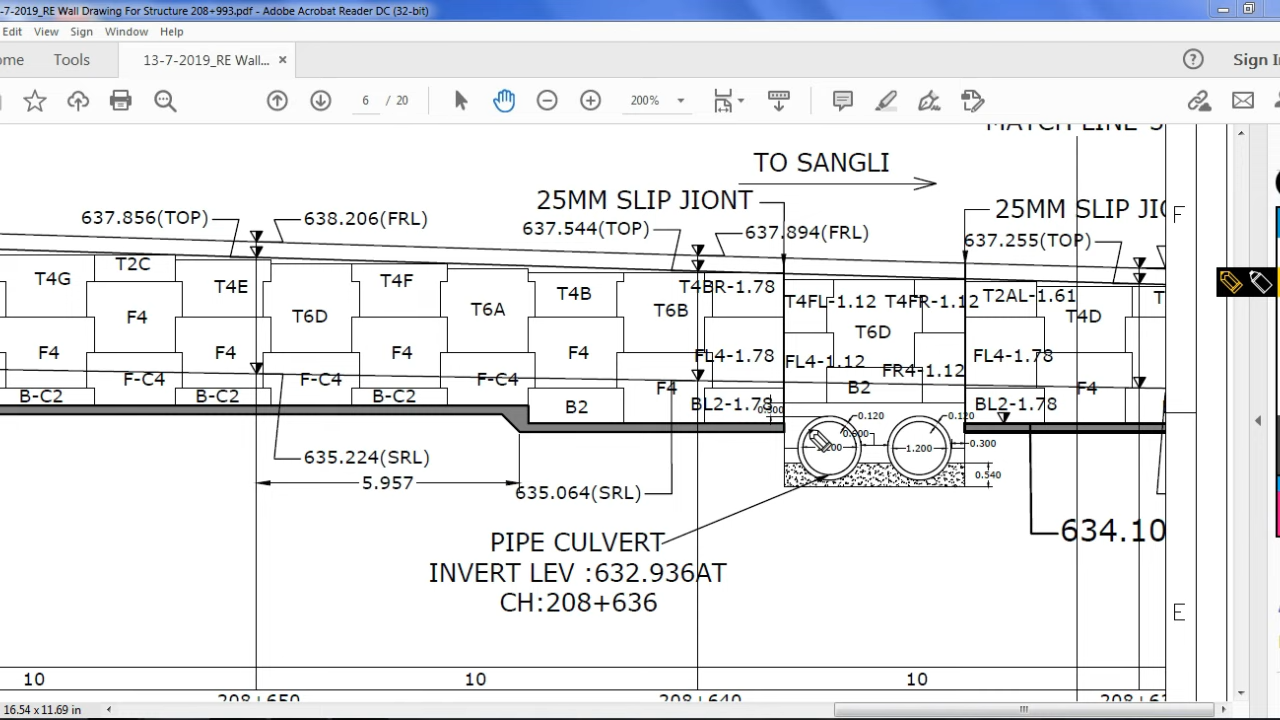 -7-2019_RE Wall Drawing For Structure 208+993.pdf - Adobe Acrobat Reader DC (32-bit)
Edit View Sign Window Help
ome Tools 13-7-2019_RE Wall... × ? Sign I
6 / 20 200%
MATCH LINE S
TO SANGLI
25MM SLIP JIONT 25MM SLIP JIO
637.856(TOP) 638.206(FRL) 637.544(TOP) 637.894(FRL) 637.255(TOP)
F
T4G T2C T4E T4F T4B T4BR-1.78
T4FL-1.12 T4FR-1.12 T2AL-1.61
F4 T6D T6A T6B T6D T4D T
F4 F4 F4 F4 FL4-1.78 FL4-1.12 FR4-1.12 FL4-1.78
F-C4 F-C4 F-C4 F4 B2 F4
B-C2 B-C2 B-C2 B2 BL2-1.78 BL2-1.78
0.300 0.120 0.120
0.600
1.200 0.300
635.224(SRL)
0.540
5.957
635.064(SRL)
634.10
PIPE CULVERT
INVERT LEV :632.936AT
CH:208+636
E
10 10 10
208+650 208+640
16.54 x 11.69 in